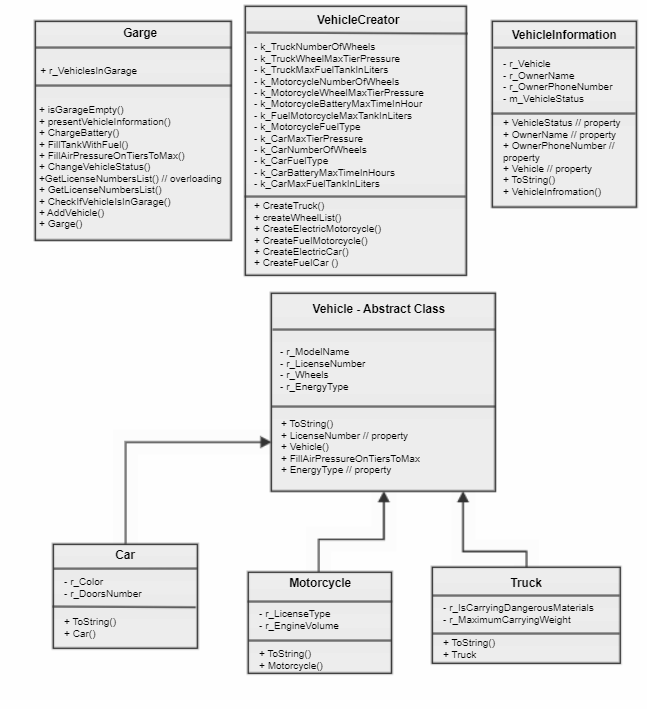 Garge
+ r_VehiclesInGarage
+ isGarageEmpty()
+ presentVehicleInformation()
+ ChargeBattery()
+ FillTankWithFuel()
+ FillAirPressureOnTiersToMax()
+ ChangeVehicleStatus()
+GetLicenseNumbersList() // overloading
+ GetLicenseNumbersList()
+ CheckIfVehicleIsInGarage()
+ AddVehicle()
+ Garge()
VehicleCreator
- k_TruckNumberOfWheels
- k_TruckWheelMaxTierPressure
- k_TruckMaxFuelTankInLiters
- k_MotorcycleNumberOfWheels
- k_MotorcycleWheelMaxTierPressure
- k_MotorcycleBatteryMaxTimeInHour
- k_FuelMotorcycleMaxTankInLiters
- k_MotorcycleFuelType
- k_CarMaxTierPressure
- k_CarNumberOfWheels
- k_CarFuelType
- k_CarBatteryMaxTimeInHours
- k_CarMaxFuelTankInLiters
+ CreateTruck()
+ createWheelList()
+ CreateElectricMotorcycle()
+ CreateFuelMotorcycle()
+ CreateElectricCar()
+ CreateFuelCar ()
VehicleInformation
- r_Vehicle
- r_OwnerName
- r_OwnerPhoneNumber
- m_VehicleStatus
+ VehicleStatus // property
+ OwnerName // property
+ OwnerPhoneNumber //
property
+ Vehicle // property
+ ToString()
+ VehicleInfromation()
Vehicle - Abstract Class
- r_ModelName
- r_LicenseNumber
- r_Wheels
- r_EnergyType
+ ToString()
+ LicenseNumber // property
+ Vehicle()
+ FillAirPressureOnTiersToMax
+ EnergyType // property
Car
- r_Color
- r_DoorsNumber
+ ToString()
+ Car()
Motorcycle
- r_LicenseType
- r_EngineVolume
+ ToString()
+ Motorcycle()
Truck
- r_IsCarryingDangerousMaterials
- r_MaximumCarryingWeight
+ ToString()
+ Truck